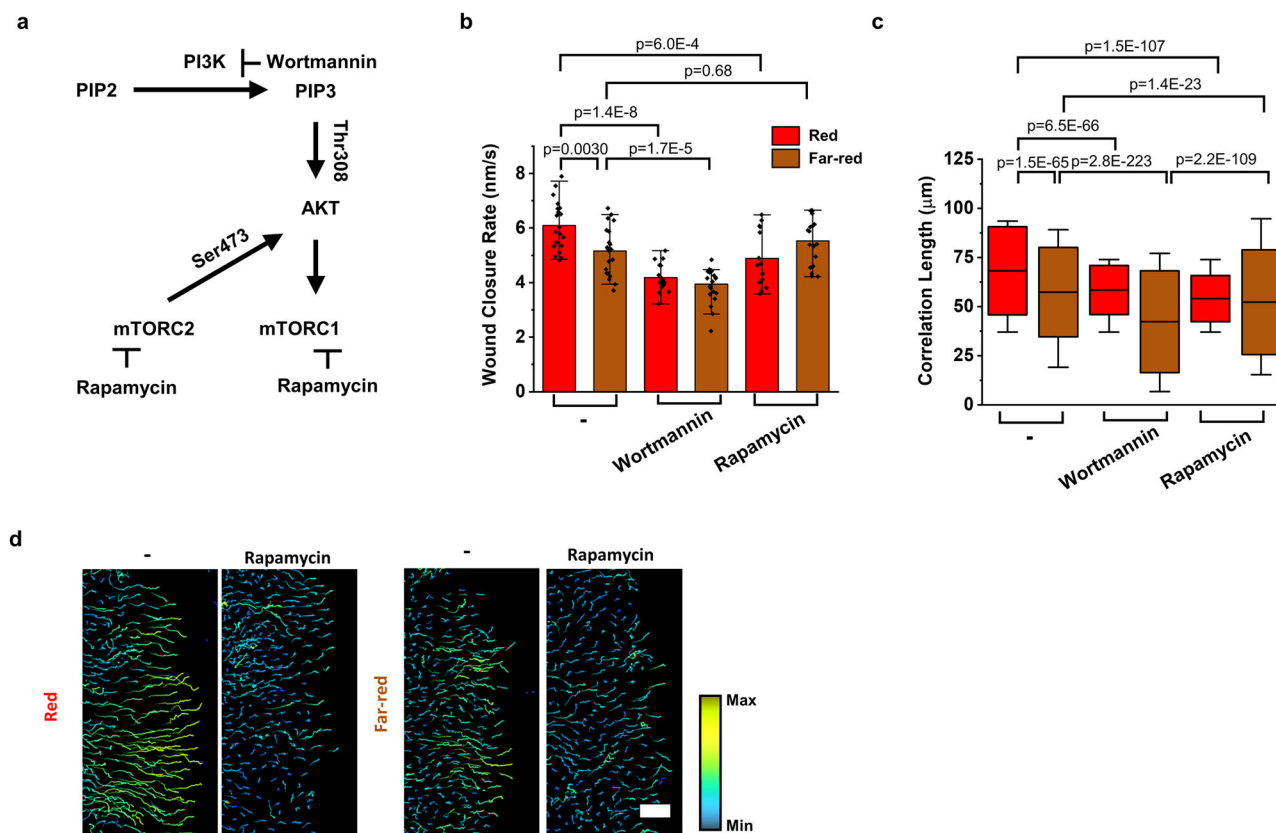 a
PI3K
Wortmannin
PIP2
PIP3
Thr308
AKT
Ser473
mTORC2
mTORC1
Rapamycin
Rapamycin
b
p=6.0E-4
p=0.68
p=1.4E-8
p=0.0030
p=1.7E-5
Red
Far-red
Wound Closure Rate (nm/s)
8
6
4
2
0
-
Wortmannin
Rapamycin
c
p=1.5E-107
p=1.4E-23
p=6.5E-66
p=1.5E-65
p=2.8E-223
p=2.2E-109
Correlation Length (μm)
125
100
75
50
25
0
-
Wortmannin
Rapamycin
d
-
Rapamycin
-
Rapamycin
Red
Far-red
Max
Min